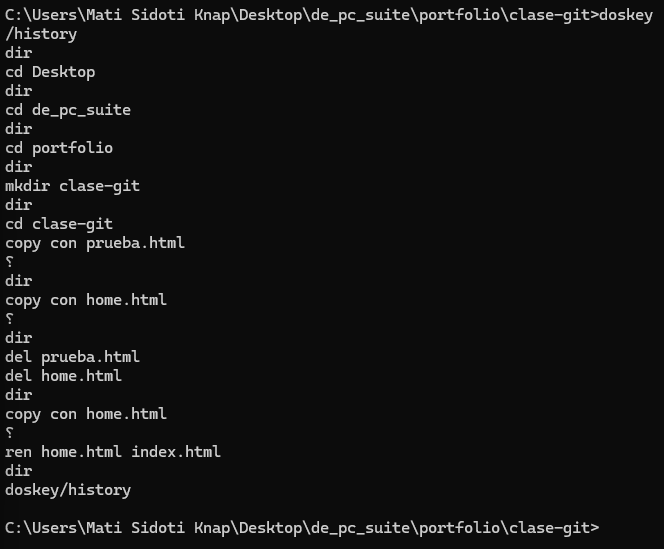 C:\Users\Mati Sidoti Knap\Desktop\de_pc_suite\portfolio\clase-git>doskey
/history
dir
cd Desktop
dir
cd de_pc_suite
dir
cd portfolio
dir
mkdir clase-git
dir
cd clase-git
copy con prueba.html
␦
dir
copy con home.html
␦
dir
del prueba.html
del home.html
dir
copy con home.html
␦
ren home.html index.html
dir
doskey/history
C:\Users\Mati Sidoti Knap\Desktop\de_pc_suite\portfolio\clase-git>